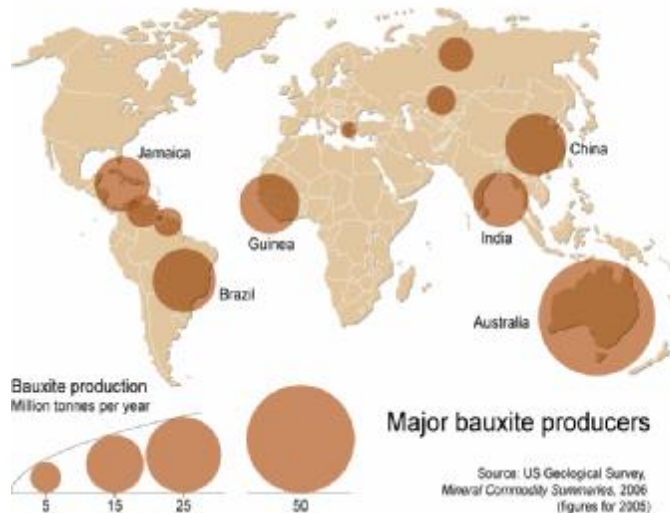 Jamaica
China
Guinea
India
Brazil
Australia
Bauxite production
Million tonnes per year
5
15
25
50
Major bauxite producers
Source: US Geological Survey,
Mineral Commodity Summaries, 2006
(figures for 2005)